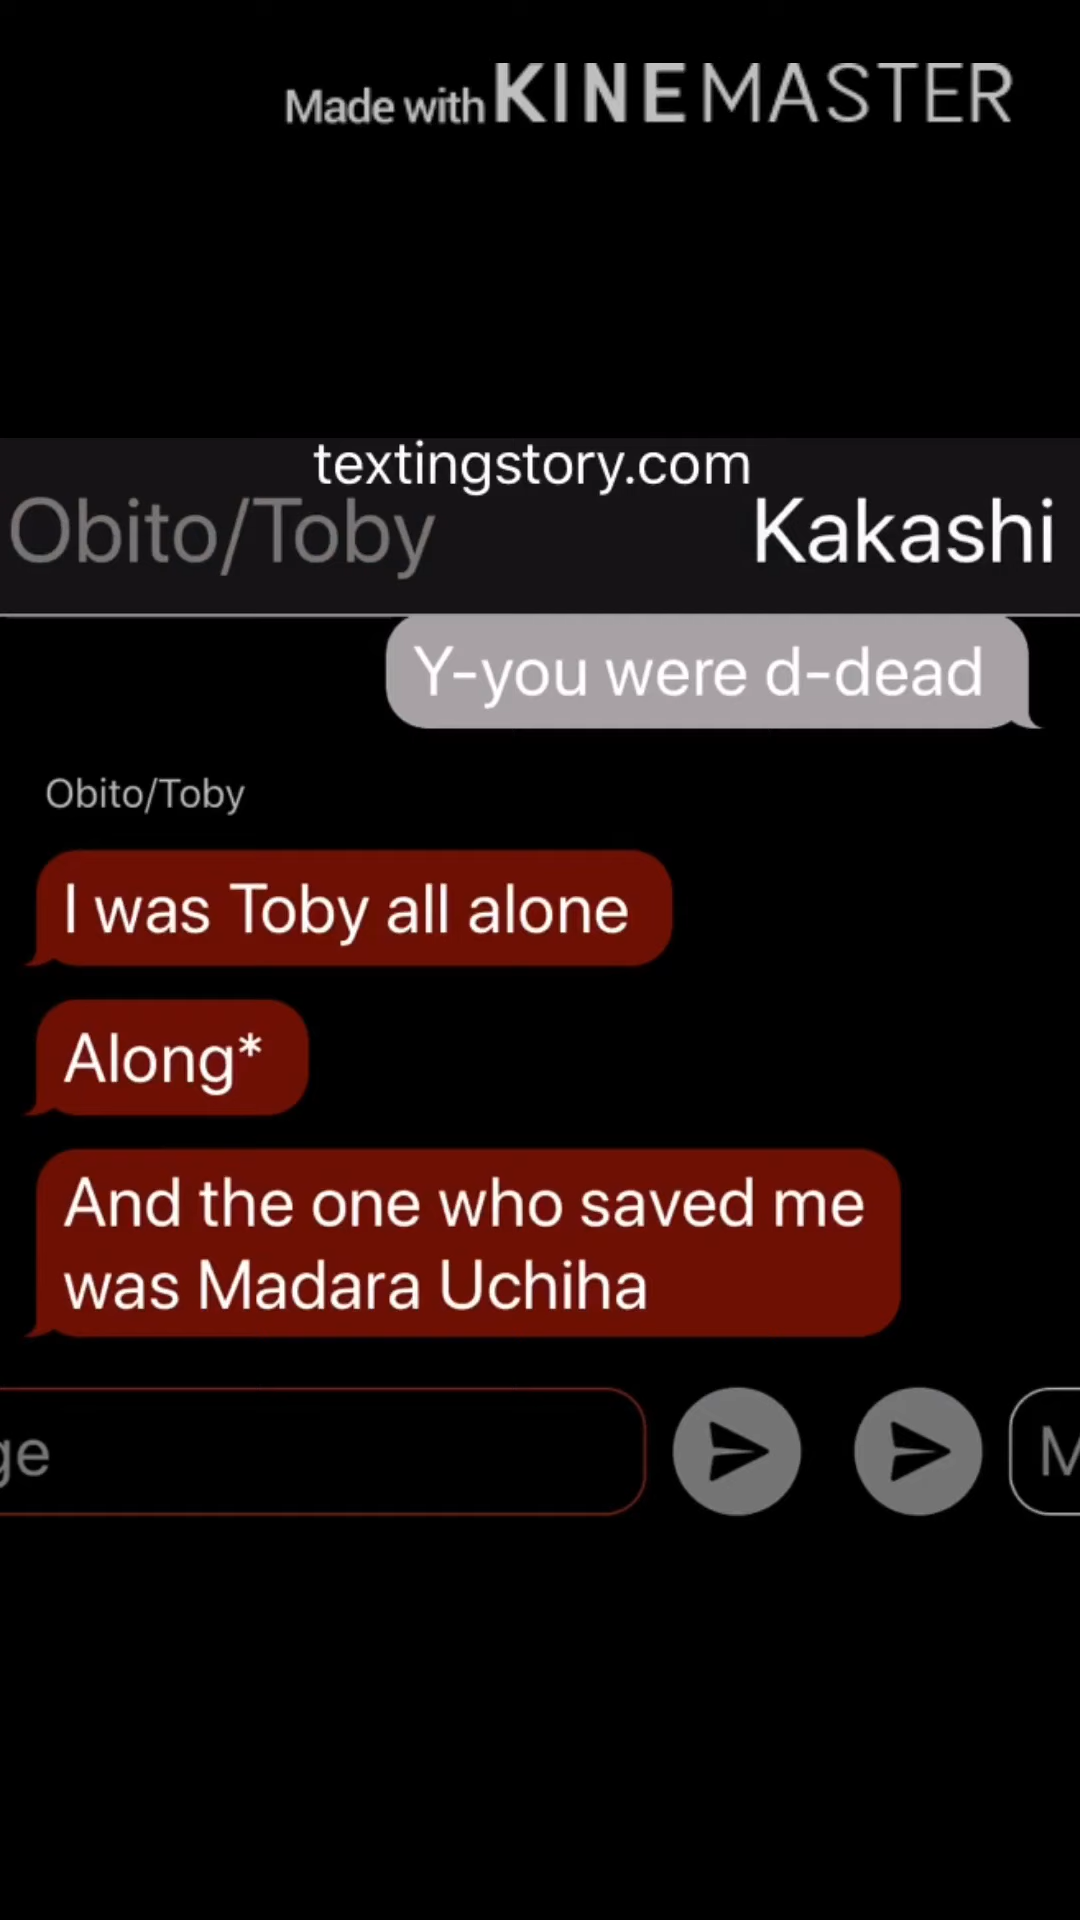 Made with KINEMASTER
textingstory.com
Obito/Toby Kakashi
Y-you were d-dead
Obito/Toby
I was Toby all alone
Along*
And the one who saved me
was Madara Uchiha
ge M